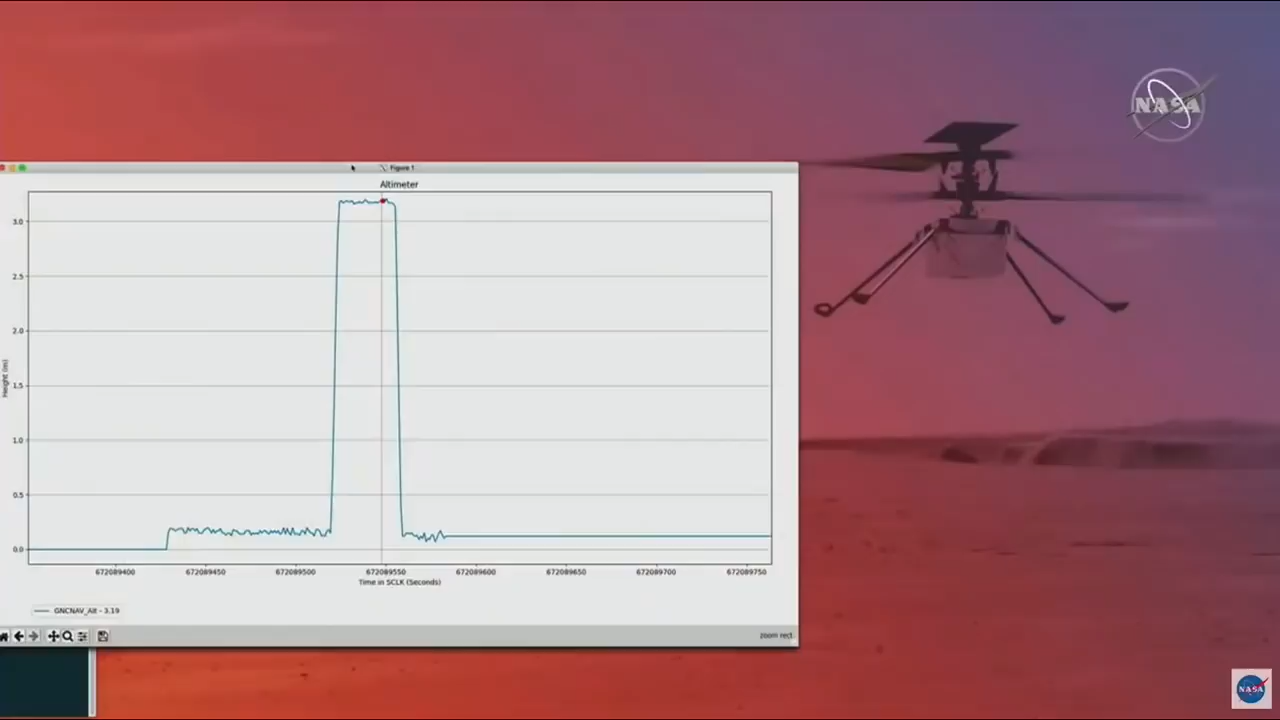 NASA
Figure 1
Altimeter
3.0
2.5
2.0
1.5
1.0
0.5
0.0
Height (m)
672089400 672089450 672089500 672089550 672089600 672089650 672089700 672089750
Time in SCLK (Seconds)
GNCNAV_Alt - 3.19
zoom rect
NASA